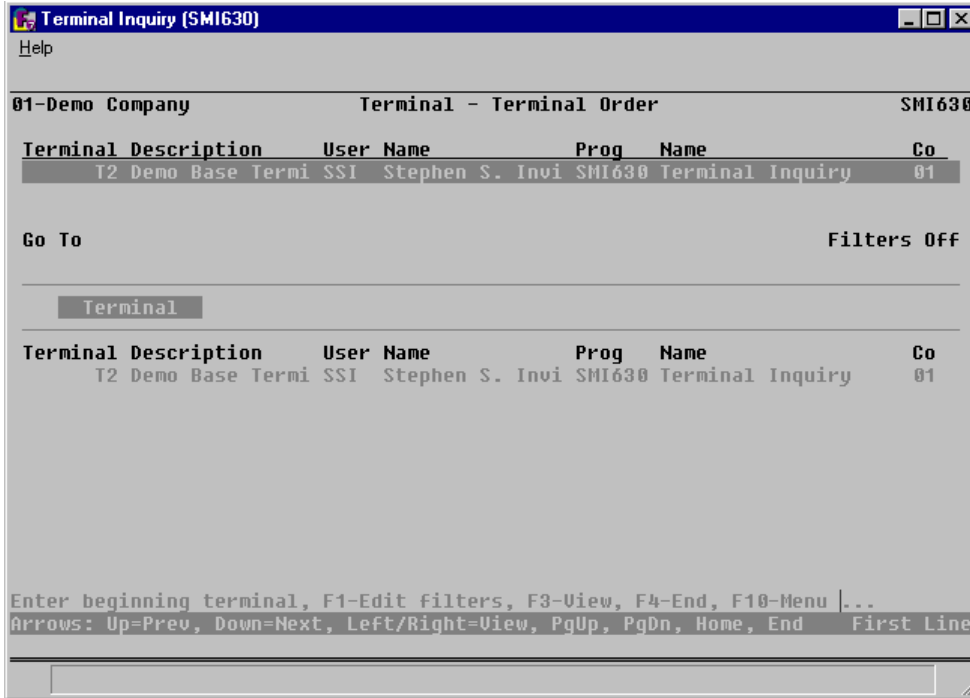 Terminal Inquiry (SMI630)
Help
01-Demo Company Terminal - Terminal Order SMI630
Terminal Description User Name Prog Name Co
T2 Demo Base Termi SSI Stephen S. Invi SMI630 Terminal Inquiry 01
Go To Filters Off
Terminal
Terminal Description User Name Prog Name Co
T2 Demo Base Termi SSI Stephen S. Invi SMI630 Terminal Inquiry 01
Enter beginning terminal, F1-Edit filters, F3-View, F4-End, F10-Menu ...
Arrows: Up=Prev, Down=Next, Left/Right=View, PgUp, PgDn, Home, End First Line